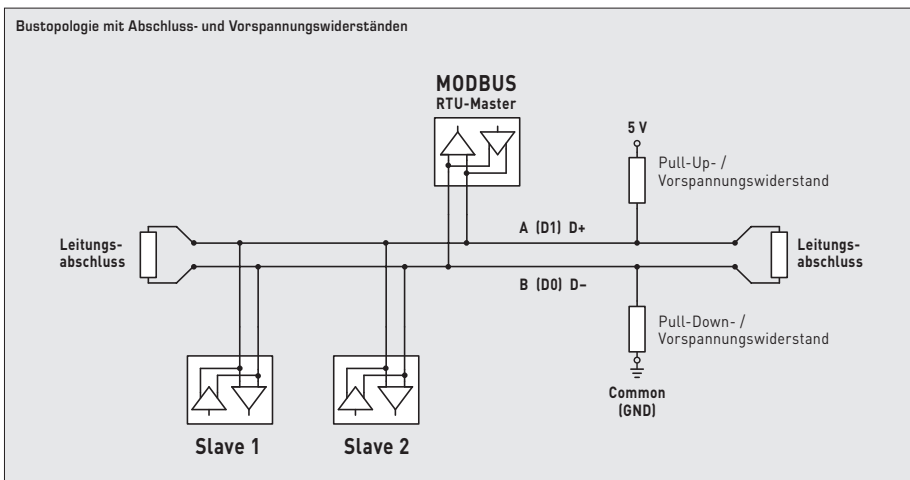 Bustopologie mit Abschluss- und Vorspannungswiderständen
MODBUS
RTU-Master
5 V
Pull-Up- /
Vorspannungswiderstand
A (D1) D+
Leitungs-
abschluss
Leitungs-
abschluss
B (D0) D–
Pull-Down- /
Vorspannungswiderstand
Common
(GND)
Slave 1
Slave 2